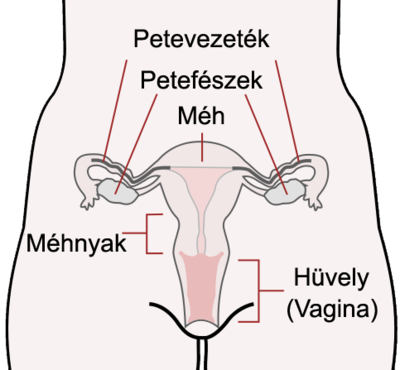 Petevezeték
Petefészek
Méh
Méhnyak
Hüvely
(Vagina)